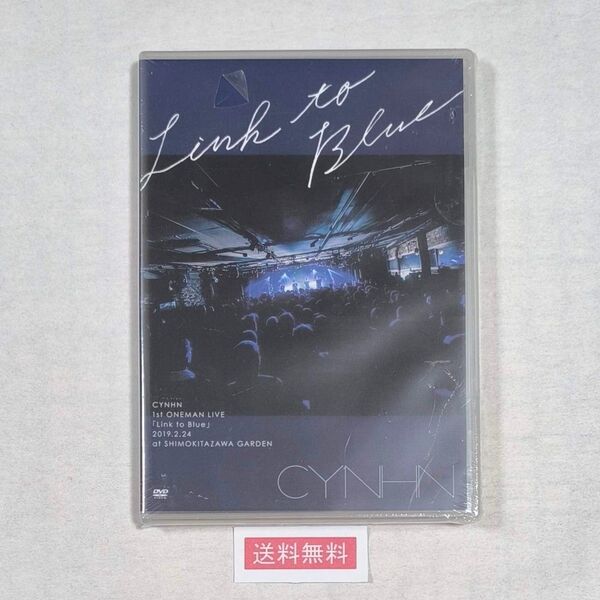 Link to
Blue
CYNHN
1st ONEMAN LIVE
「Link to Blue」
2019.2.24
at SHIMOKITAZAWA GARDEN
CYNHN
DVD
VIDEO
送料無料